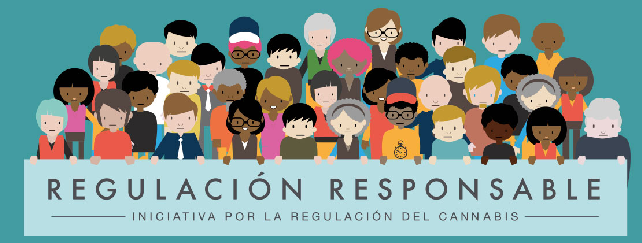 REGULACIÓN RESPONSABLE
INICIATIVA POR LA REGULACIÓN DEL CANNABIS